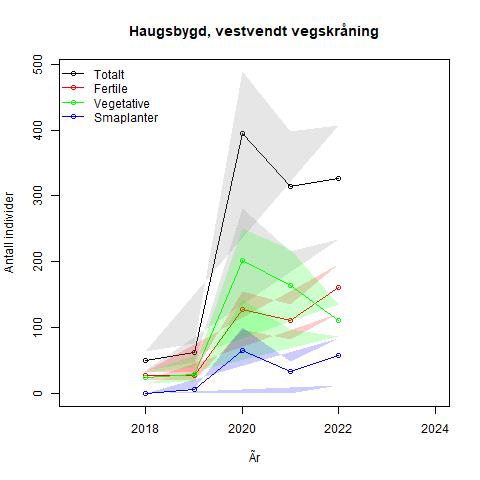 Haugsbygd, vestvendt vegskråning
Totalt
Fertile
Vegetative
Smaplanter
Antall individer
0
100
200
300
400
500
2018
2020
2022
2024
Ãr